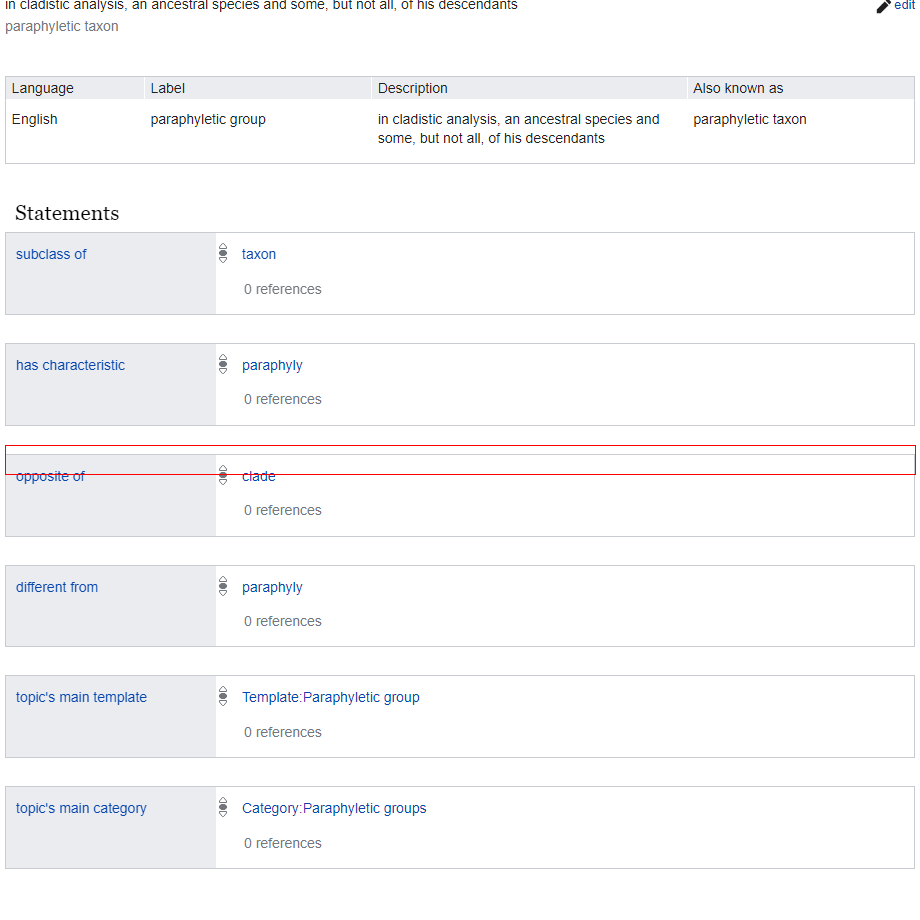 in cladistic analysis, an ancestral species and some, but not all, of his descendants
edit
paraphyletic taxon
Language Label Description Also known as
English paraphyletic group in cladistic analysis, an ancestral species and paraphyletic taxon
some, but not all, of his descendants
Statements
subclass of taxon
0 references
has characteristic paraphyly
0 references
opposite of clade
0 references
different from paraphyly
0 references
topic's main template Template:Paraphyletic group
0 references
topic's main category Category:Paraphyletic groups
0 references